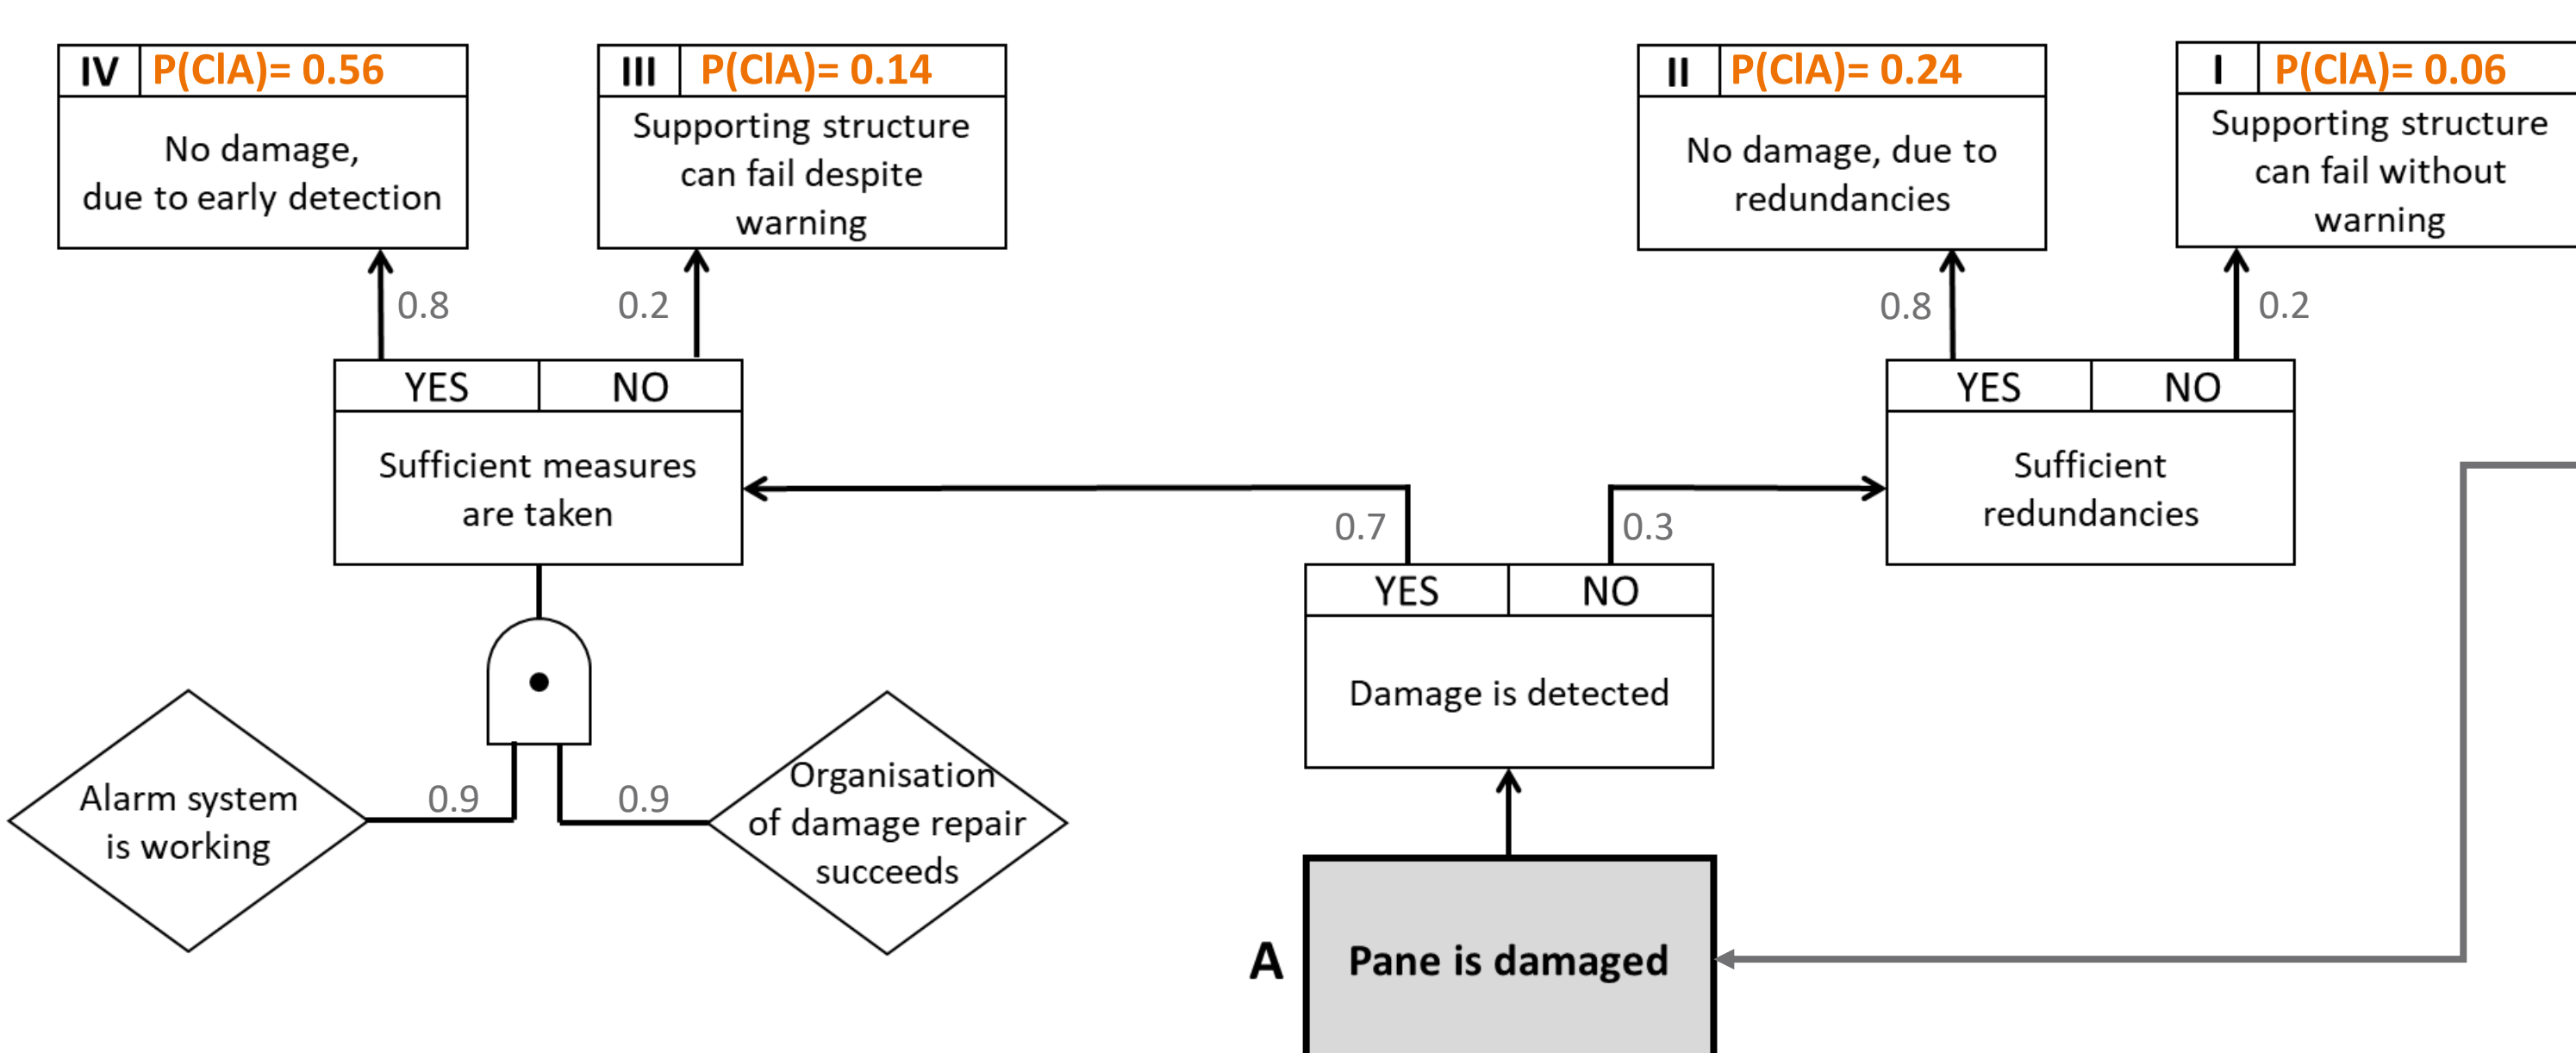 IV P(ClA)= 0.56
No damage,
due to early detection
III P(ClA)= 0.14
Supporting structure
can fail despite
warning
II P(ClA)= 0.24
No damage, due to
redundancies
I P(ClA)= 0.06
Supporting structure
can fail without
warning
0.8
0.2
0.8
0.2
YES NO
Sufficient measures
are taken
YES NO
Sufficient
redundancies
0.7
0.3
YES NO
Damage is detected
Alarm system
is working
0.9
0.9
Organisation
of damage repair
succeeds
A
Pane is damaged